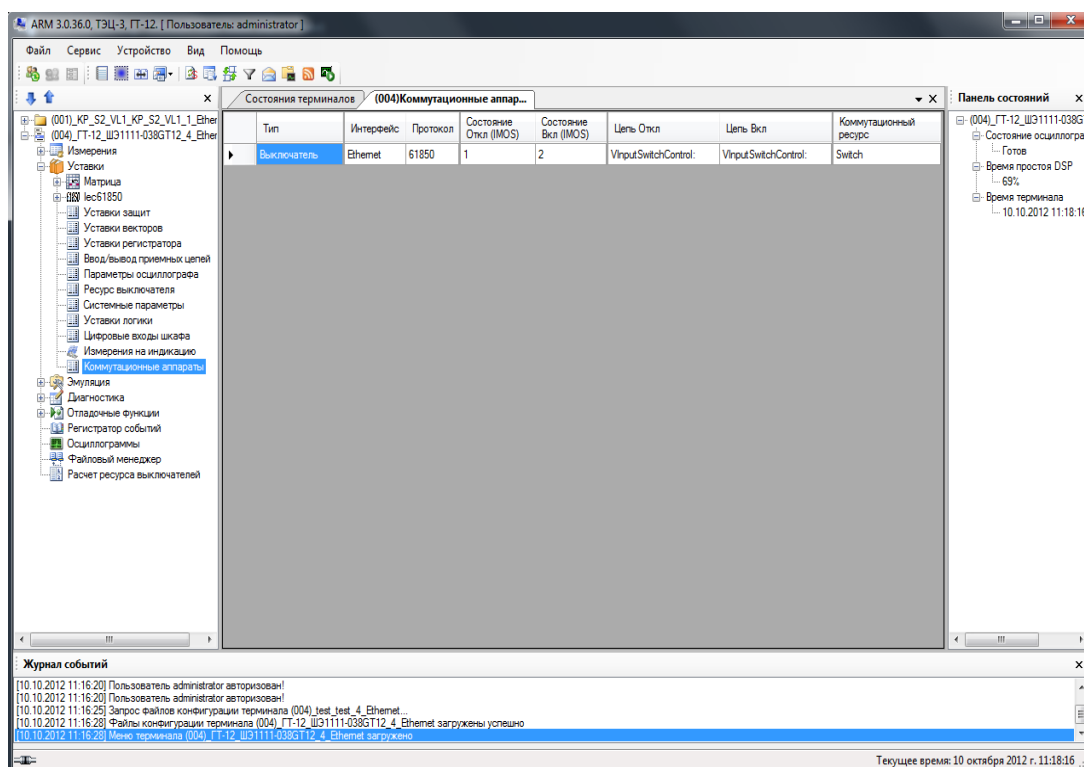 ARM 3.0.36.0, ТЭЦ-3, ГТ-12. [ Пользователь: administrator ]
Файл Сервис Устройство Вид Помощь
(001)_KP_S2_VL1_KP_S2_VL1_1_Ether
(004)_ГТ-12_ШЭ1111-038GT12_4_Ether
Измерения
Уставки
Матрица
Iec61850
Уставки защит
Уставки векторов
Уставки регистратора
Ввод/вывод приемных цепей
Параметры осциллографа
Ресурс выключателя
Системные параметры
Уставки логики
Цифровые входы шкафа
Измерения на индикацию
Коммутационные аппараты
Эмуляция
Диагностика
Отладочные функции
Регистратор событий
Осциллограммы
Файловый менеджер
Расчет ресурса выключателей
Состояния терминалов (004)Коммутационные аппар...
Тип Интерфейс Протокол Состояние Откл (IMOS) Состояние Вкл (IMOS) Цепь Откл Цепь Вкл Коммутационный ресурс
Выключатель Ethernet 61850 1 2 VInputSwitchControl: VInputSwitchControl: Switch
Панель состояний
(004)_ГТ-12_ШЭ1111-038G
Состояние осциллогра
Готов
Время простоя DSP
69%
Время терминала
10.10.2012 11:18:16
Журнал событий
[10.10.2012 11:16:20] Пользователь administrator авторизован!
[10.10.2012 11:16:20] Пользователь administrator авторизован!
[10.10.2012 11:16:25] Запрос файлов конфигурации терминала (004)_test_test_4_Ethernet...
[10.10.2012 11:16:28] Файлы конфигурации терминала (004)_ГТ-12_ШЭ1111-038GT12_4_Ethernet загружены успешно
[10.10.2012 11:16:28] Меню терминала (004)_ГТ-12_ШЭ1111-038GT12_4_Ethernet загружено
Текущее время: 10 октября 2012 г. 11:18:16